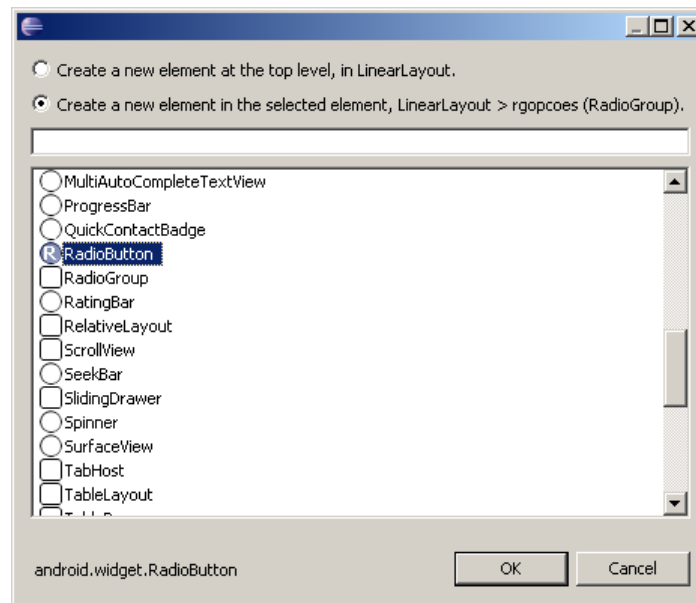 Create a new element at the top level, in LinearLayout.
Create a new element in the selected element, LinearLayout > rgopcoes (RadioGroup).
MultiAutoCompleteTextView
ProgressBar
QuickContactBadge
R RadioButton
RadioGroup
RatingBar
RelativeLayout
ScrollView
SeekBar
SlidingDrawer
Spinner
SurfaceView
TabHost
TableLayout
android.widget.RadioButton
OK
Cancel